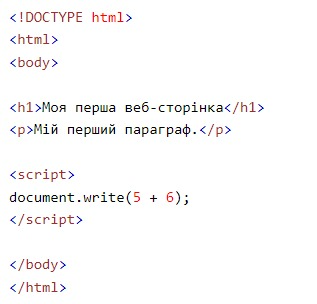 <!DOCTYPE html>
<html>
<body>
<h1>Моя перша веб-сторінка</h1>
<p>Мій перший параграф.</p>
<script>
document.write(5 + 6);
</script>
</body>
</html>